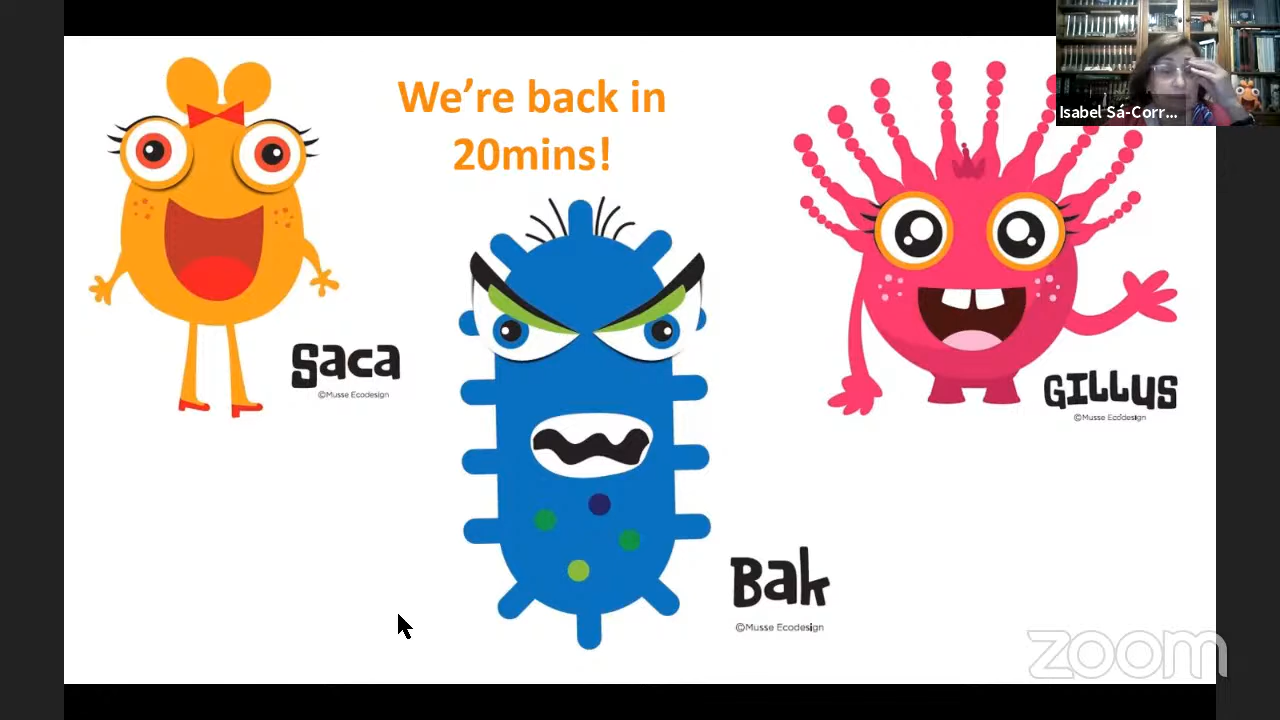 We're back in
20mins!
Isabel Sá-Corr...
Saca
©Musse Ecodesign
GILLUS
©Musse Ecodesign
Bak
©Musse Ecodesign
zoom